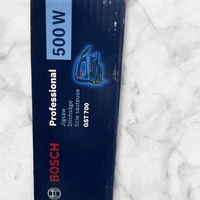 500 W
Professional
Jigsaw
Stichsäge
Scie sauteuse
GST 700
BOSCH